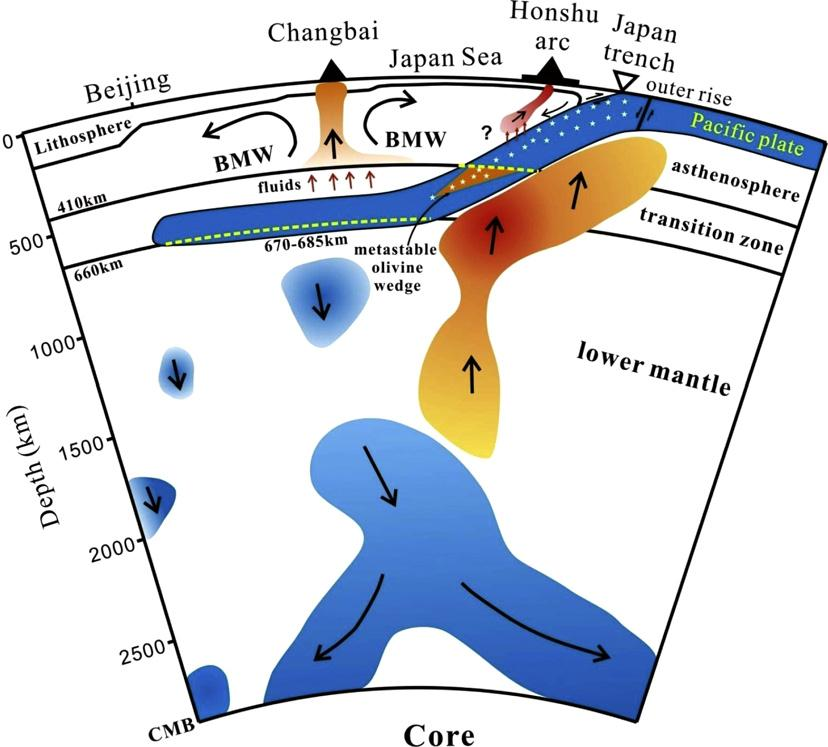 Honshu
arc
Japan
trench
Changbai
Japan Sea
Beijing
outer rise
0
Lithosphere
Pacific plate
BMW
BMW
?
asthenosphere
fluids
410km
transition zone
500
670-685km
metastable
olivine
wedge
660km
1000
lower mantle
1500
Depth (km)
2000
2500
CMB
Core